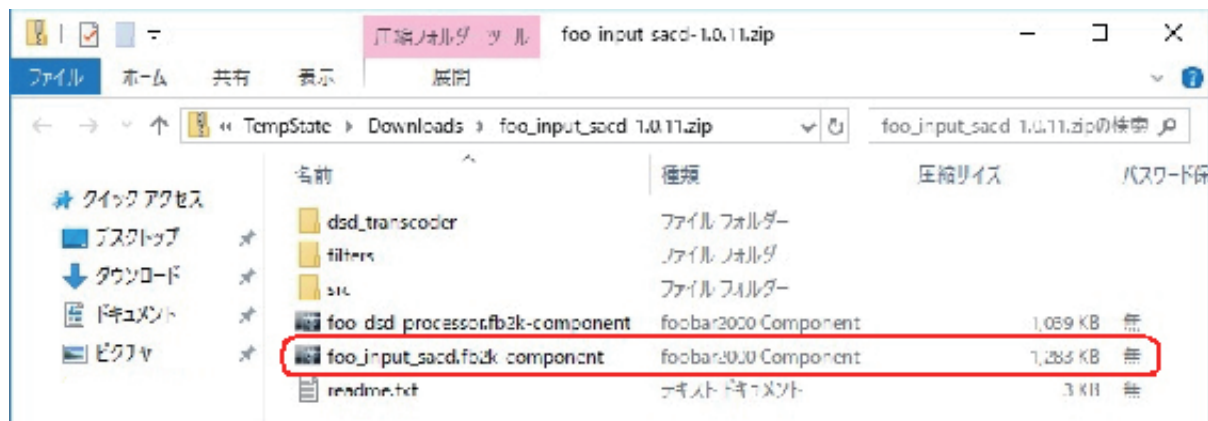 圧縮フォルダー ツール foo_input_sacd-1.0.11.zip
ファイル ホーム 共有 表示 展開
« TempState › Downloads › foo_input_sacd-1.0.11.zip foo_input_sacd-1.0.11.zipの検索
名前 種類 圧縮サイズ パスワード保
クイック アクセス
デスクトップ
ダウンロード
ドキュメント
ピクチャ
dsd_transcoder ファイル フォルダー
filters ファイル フォルダー
src ファイル フォルダー
foo_dsd_processor.fb2k-component foobar2000 Component KB 無
foo_input_sacd.fb2k-component foobar2000 Component 1,283 KB 無
readme.txt テキスト ドキュメント 3 KB 無